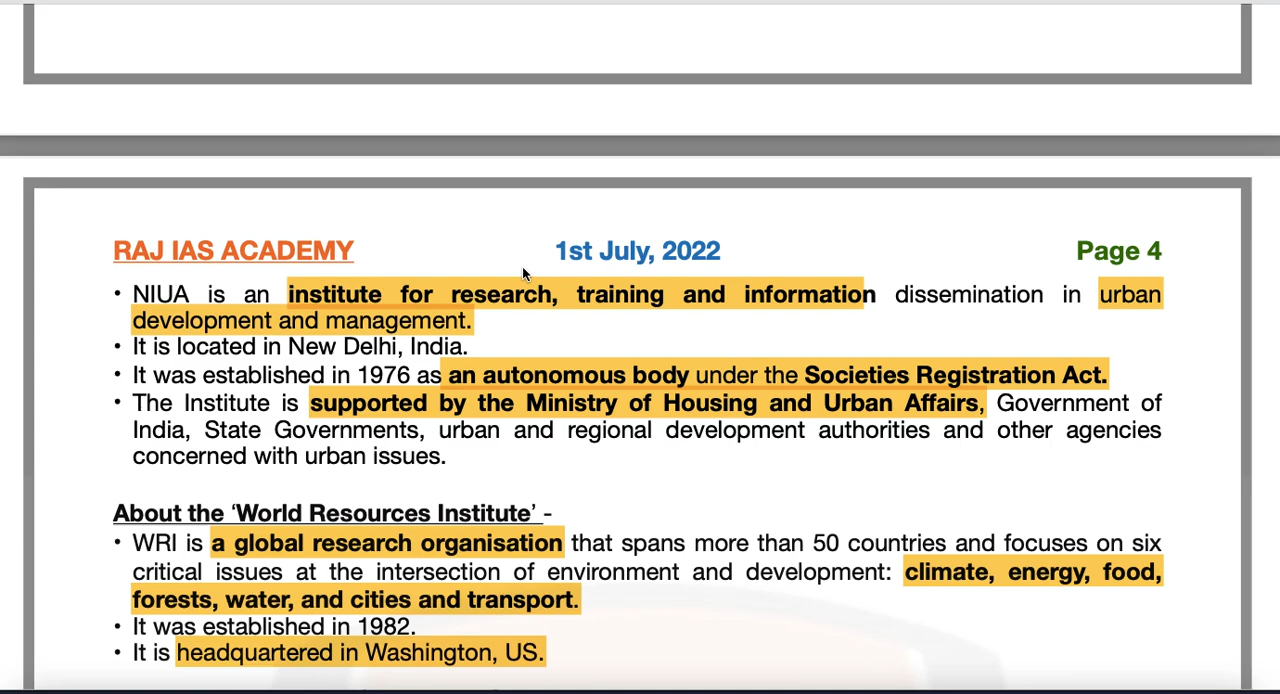 RAJ IAS ACADEMY 1st July, 2022 Page 4
• NIUA is an institute for research, training and information dissemination in urban
development and management.
• It is located in New Delhi, India.
• It was established in 1976 as an autonomous body under the Societies Registration Act.
• The Institute is supported by the Ministry of Housing and Urban Affairs, Government of
India, State Governments, urban and regional development authorities and other agencies
concerned with urban issues.
About the ‘World Resources Institute’ -
• WRI is a global research organisation that spans more than 50 countries and focuses on six
critical issues at the intersection of environment and development: climate, energy, food,
forests, water, and cities and transport.
• It was established in 1982.
• It is headquartered in Washington, US.